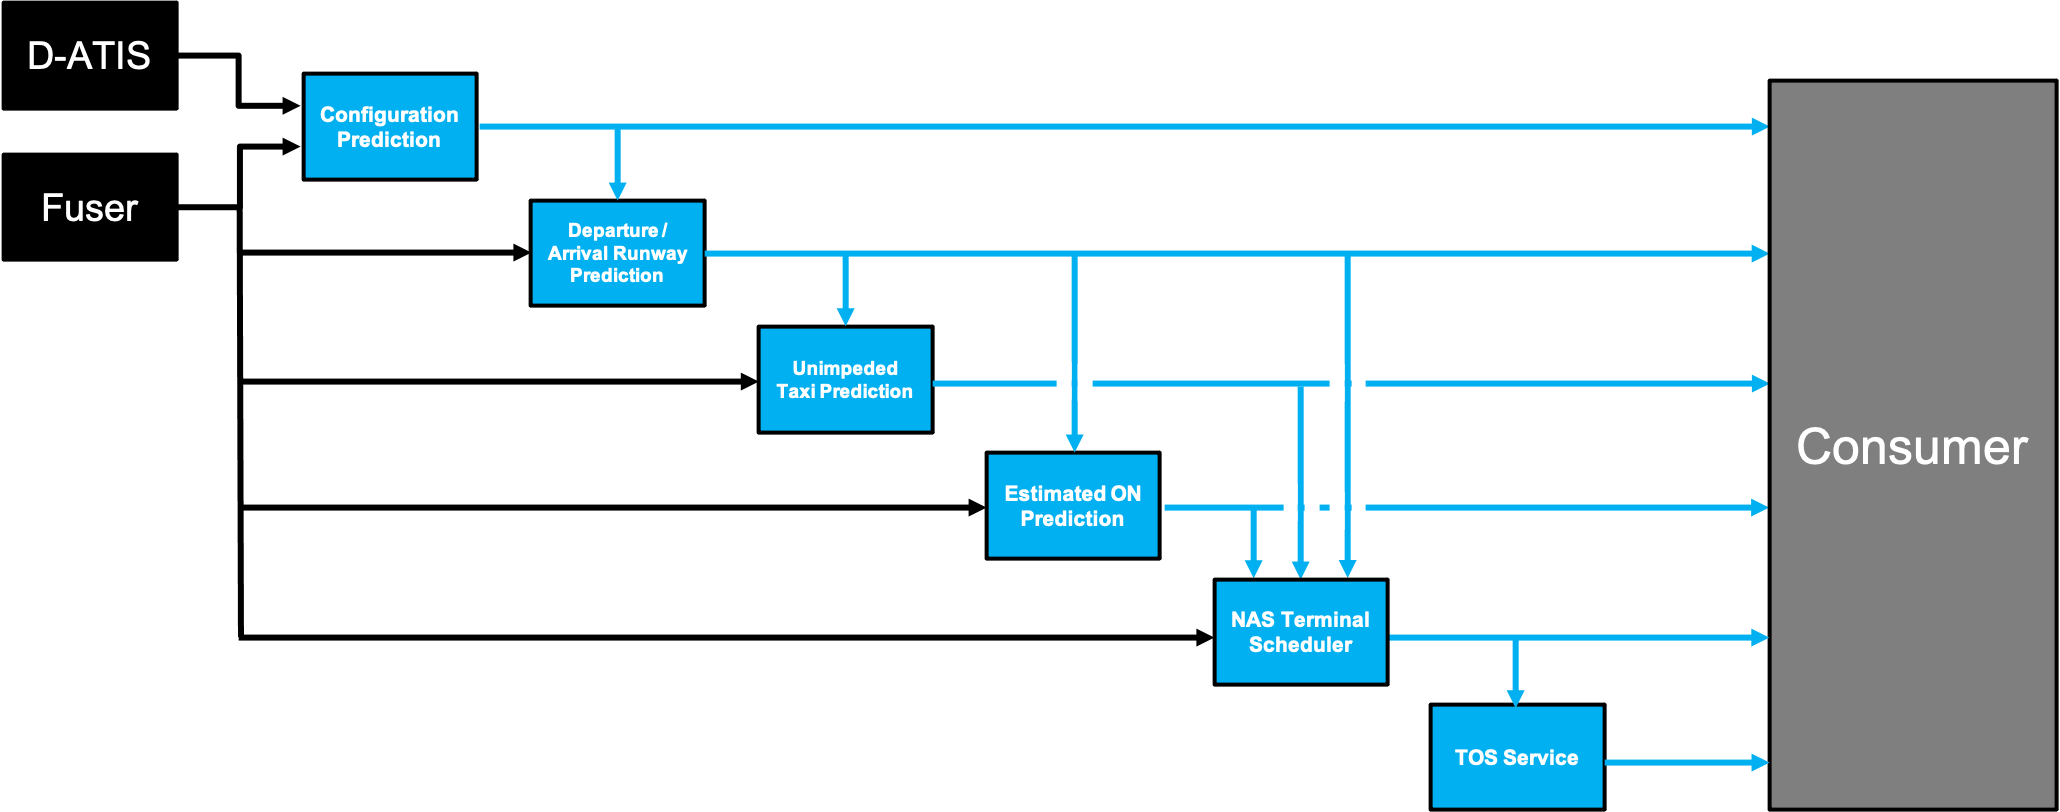 D-ATIS
Configuration
Prediction
Fuser
Departure /
Arrival Runway
Prediction
Unimpeded
Taxi Prediction
Consumer
Estimated ON
Prediction
NAS Terminal
Scheduler
TOS Service